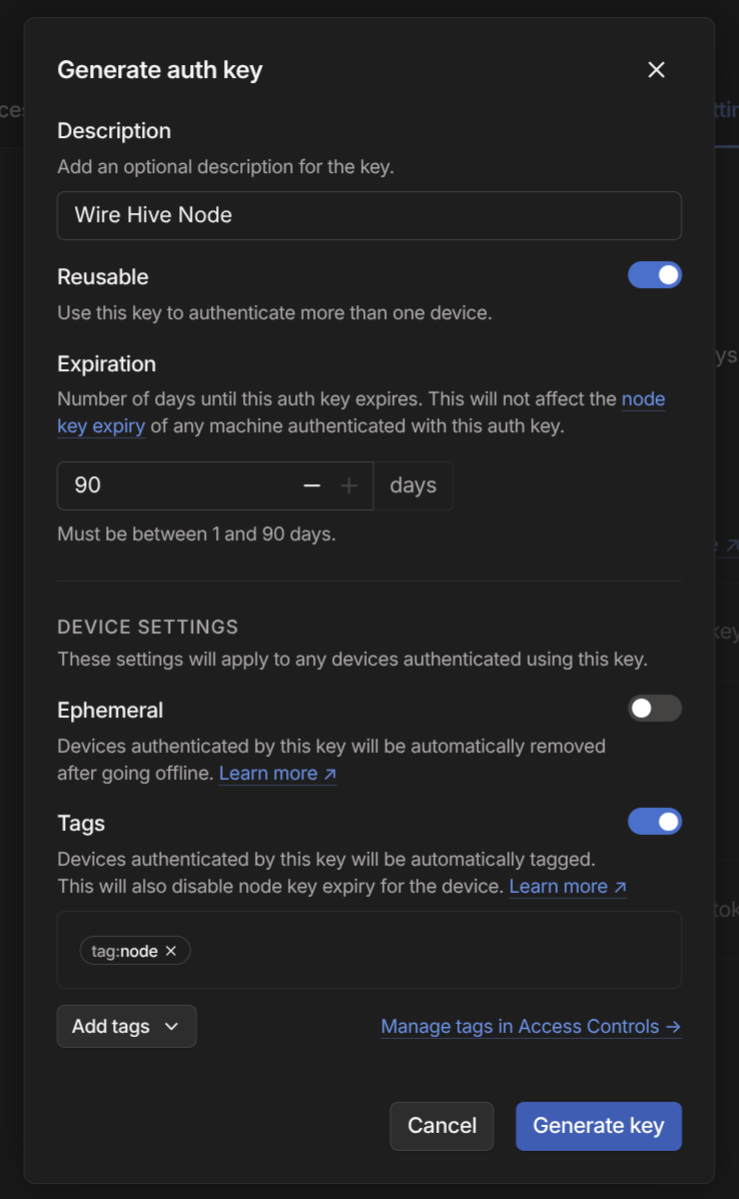 Generate auth key
Description
Add an optional description for the key.
Wire Hive Node
Reusable
Use this key to authenticate more than one device.
Expiration
Number of days until this auth key expires. This will not affect the node
key expiry of any machine authenticated with this auth key.
90 − + days
Must be between 1 and 90 days.
DEVICE SETTINGS
These settings will apply to any devices authenticated using this key.
Ephemeral
Devices authenticated by this key will be automatically removed
after going offline. Learn more ↗
Tags
Devices authenticated by this key will be automatically tagged.
This will also disable node key expiry for the device. Learn more ↗
tag:node ×
Add tags
Manage tags in Access Controls →
Cancel
Generate key